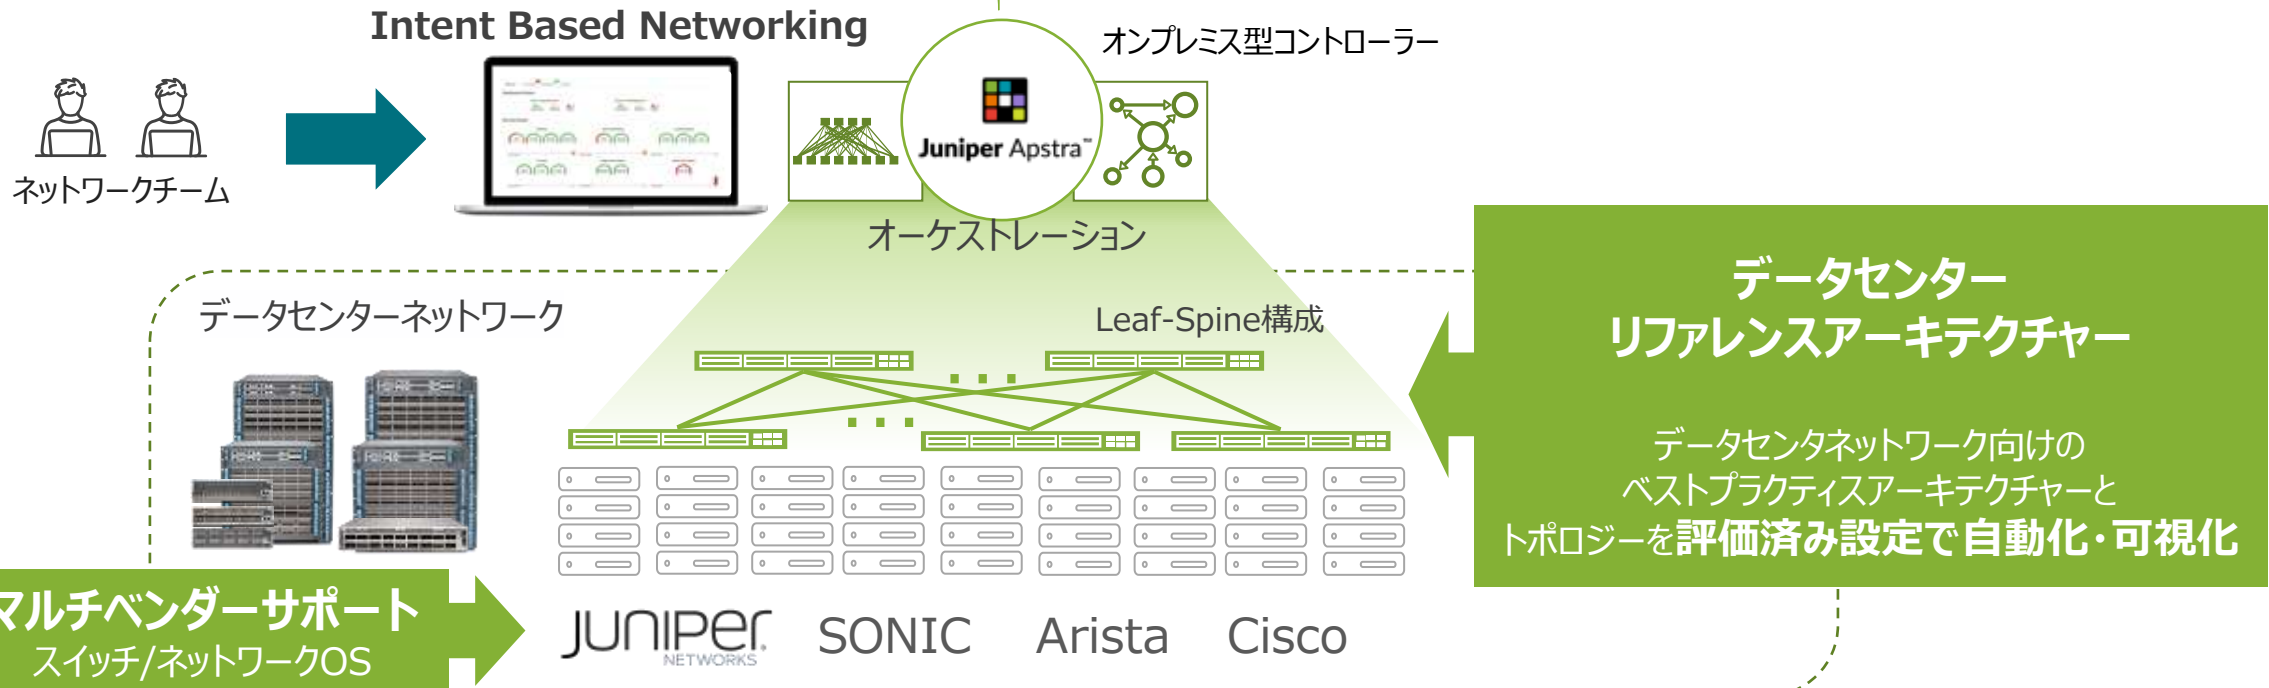 Intent Based Networking
オンプレミス型コントローラー
Juniper Apstra™
ネットワークチーム
オーケストレーション
データセンターネットワーク
Leaf-Spine構成
データセンター
リファレンスアーキテクチャー
データセンタネットワーク向けの
ベストプラクティスアーキテクチャーと
トポロジーを評価済み設定で自動化・可視化
マルチベンダーサポート
スイッチ/ネットワークOS
JUNIPER NETWORKS
SONIC
Arista
Cisco